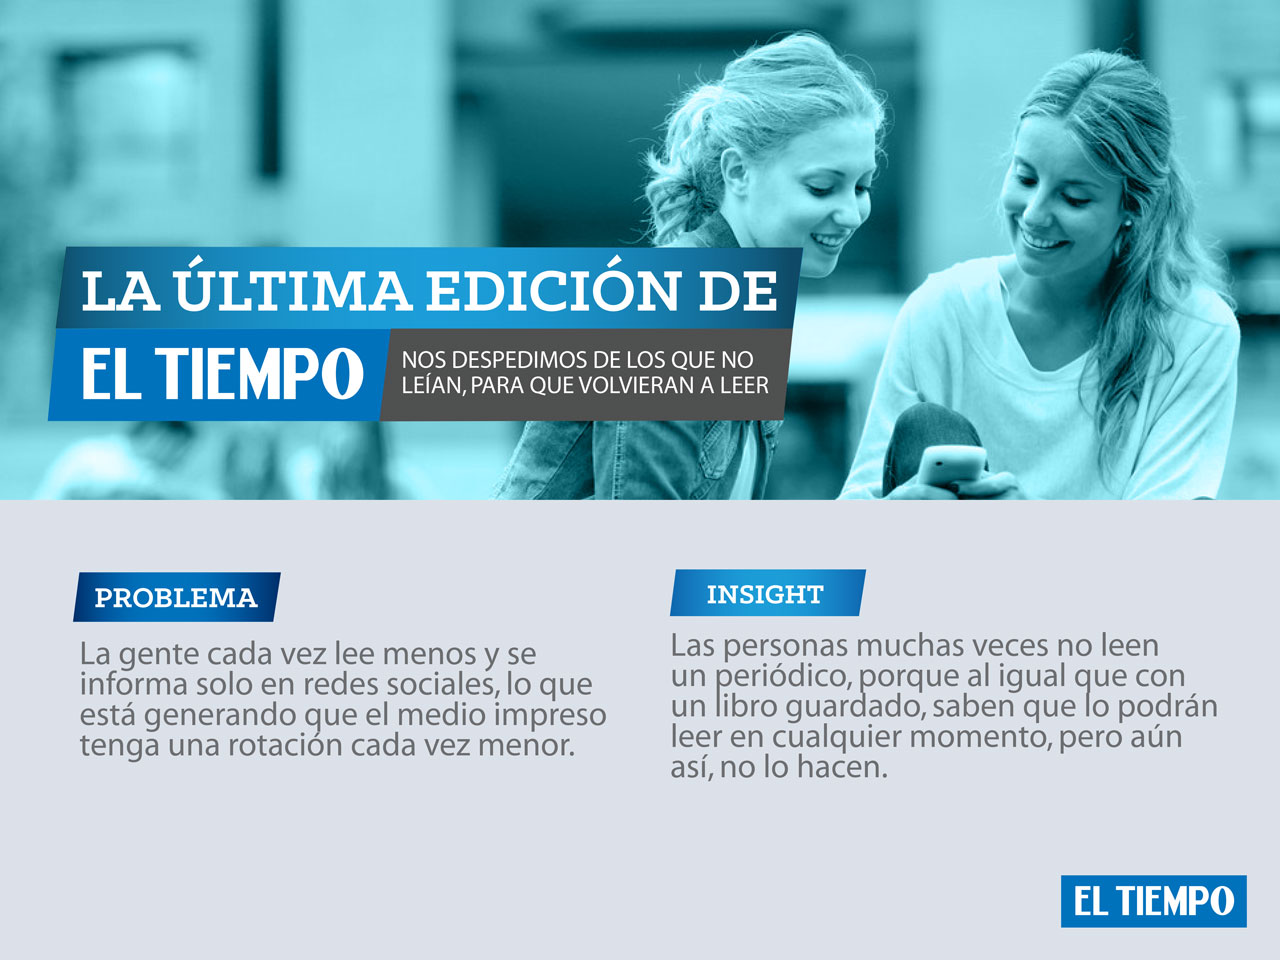 LA ÚLTIMA EDICIÓN DE
EL TIEMPO
NOS DESPEDIMOS DE LOS QUE NO
LEÍAN, PARA QUE VOLVIERAN A LEER
PROBLEMA
La gente cada vez lee menos y se
informa solo en redes sociales, lo que
está generando que el medio impreso
tenga una rotación cada vez menor.
INSIGHT
Las personas muchas veces no leen
un periódico, porque al igual que con
un libro guardado, saben que lo podrán
leer en cualquier momento, pero aún
así, no lo hacen.
EL TIEMPO